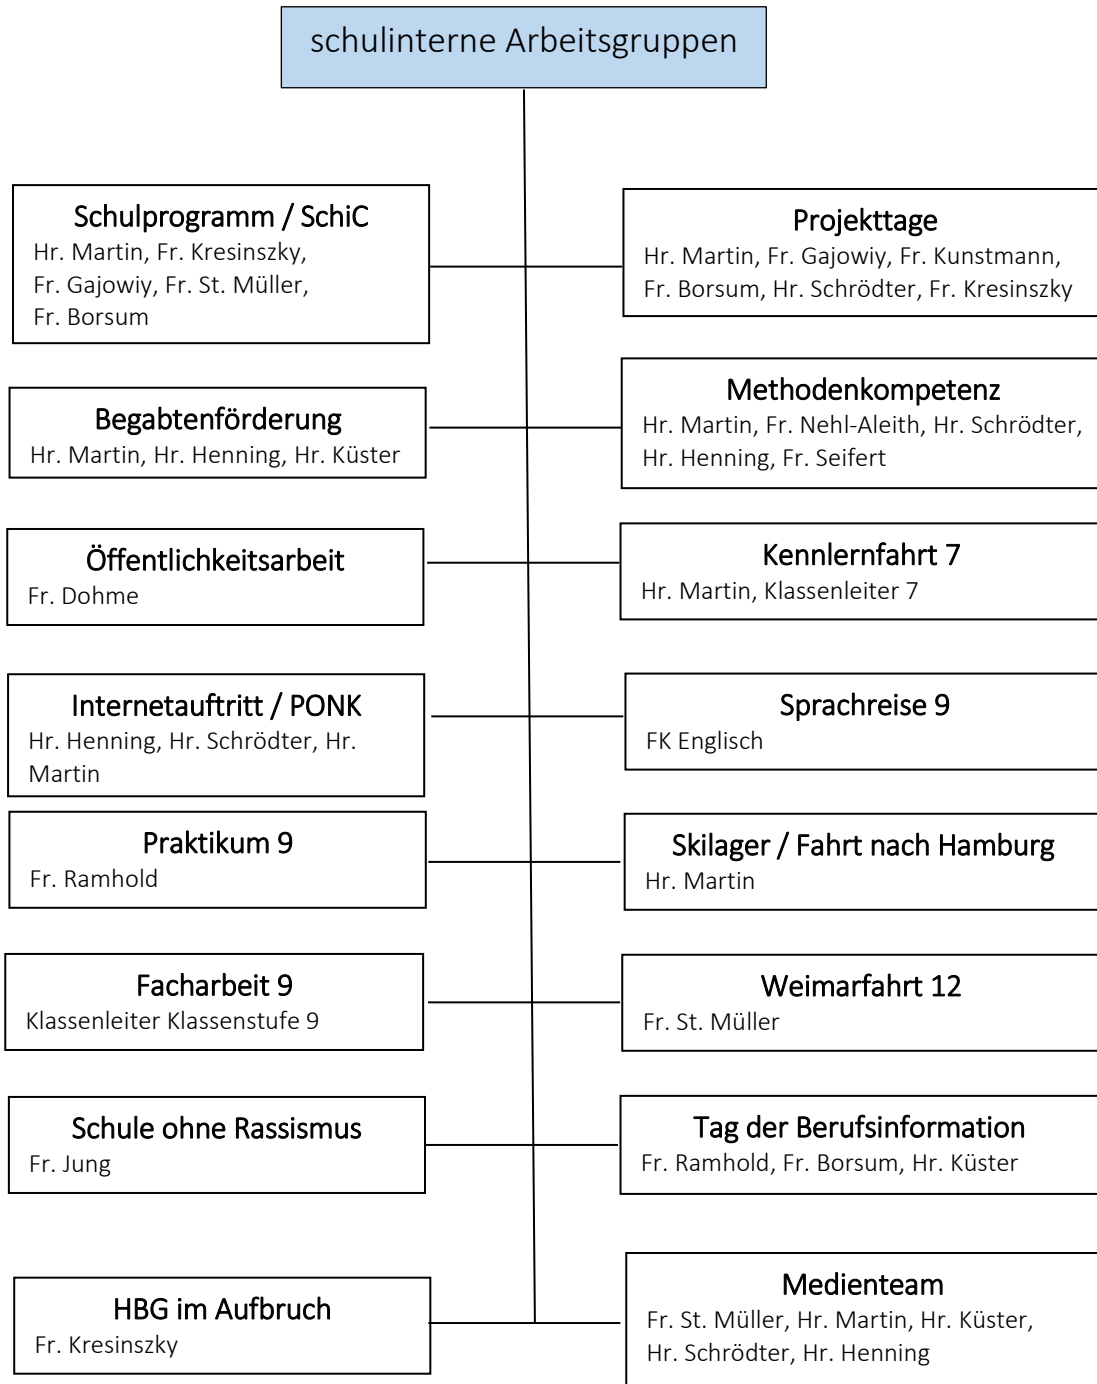 schulinterne Arbeitsgruppen
Schulprogramm / SchiC
Hr. Martin, Fr. Kresinszky,
Fr. Gajowiy, Fr. St. Müller,
Fr. Borsum
Projekttage
Hr. Martin, Fr. Gajowiy, Fr. Kunstmann,
Fr. Borsum, Hr. Schrödter, Fr. Kresinszky
Begabtenförderung
Hr. Martin, Hr. Henning, Hr. Küster
Methodenkompetenz
Hr. Martin, Fr. Nehl-Aleith, Hr. Schrödter,
Hr. Henning, Fr. Seifert
Öffentlichkeitsarbeit
Fr. Dohme
Kennlernfahrt 7
Hr. Martin, Klassenleiter 7
Internetauftritt / PONK
Hr. Henning, Hr. Schrödter, Hr.
Martin
Sprachreise 9
FK Englisch
Praktikum 9
Fr. Ramhold
Skilager / Fahrt nach Hamburg
Hr. Martin
Facharbeit 9
Klassenleiter Klassenstufe 9
Weimarfahrt 12
Fr. St. Müller
Schule ohne Rassismus
Fr. Jung
Tag der Berufsinformation
Fr. Ramhold, Fr. Borsum, Hr. Küster
HBG im Aufbruch
Fr. Kresinszky
Medienteam
Fr. St. Müller, Hr. Martin, Hr. Küster,
Hr. Schrödter, Hr. Henning